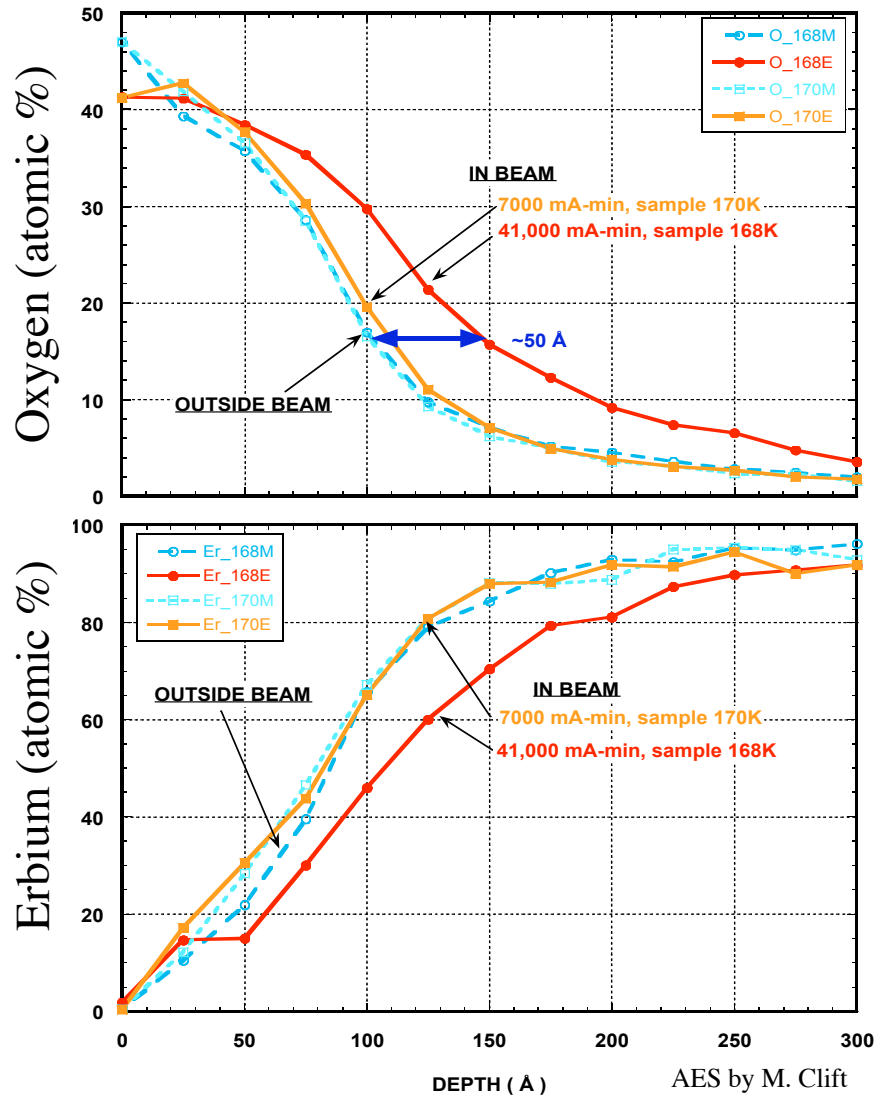 Oxygen (atomic %)
50
40
30
20
10
0
O_168M
O_168E
O_170M
O_170E
IN BEAM
7000 mA-min, sample 170K
41,000 mA-min, sample 168K
~50 Å
OUTSIDE BEAM
Erbium (atomic %)
100
80
60
40
20
0
Er_168M
Er_168E
Er_170M
Er_170E
OUTSIDE BEAM
IN BEAM
7000 mA-min, sample 170K
41,000 mA-min, sample 168K
0 50 100 150 200 250 300
DEPTH ( Å )
AES by M. Clift